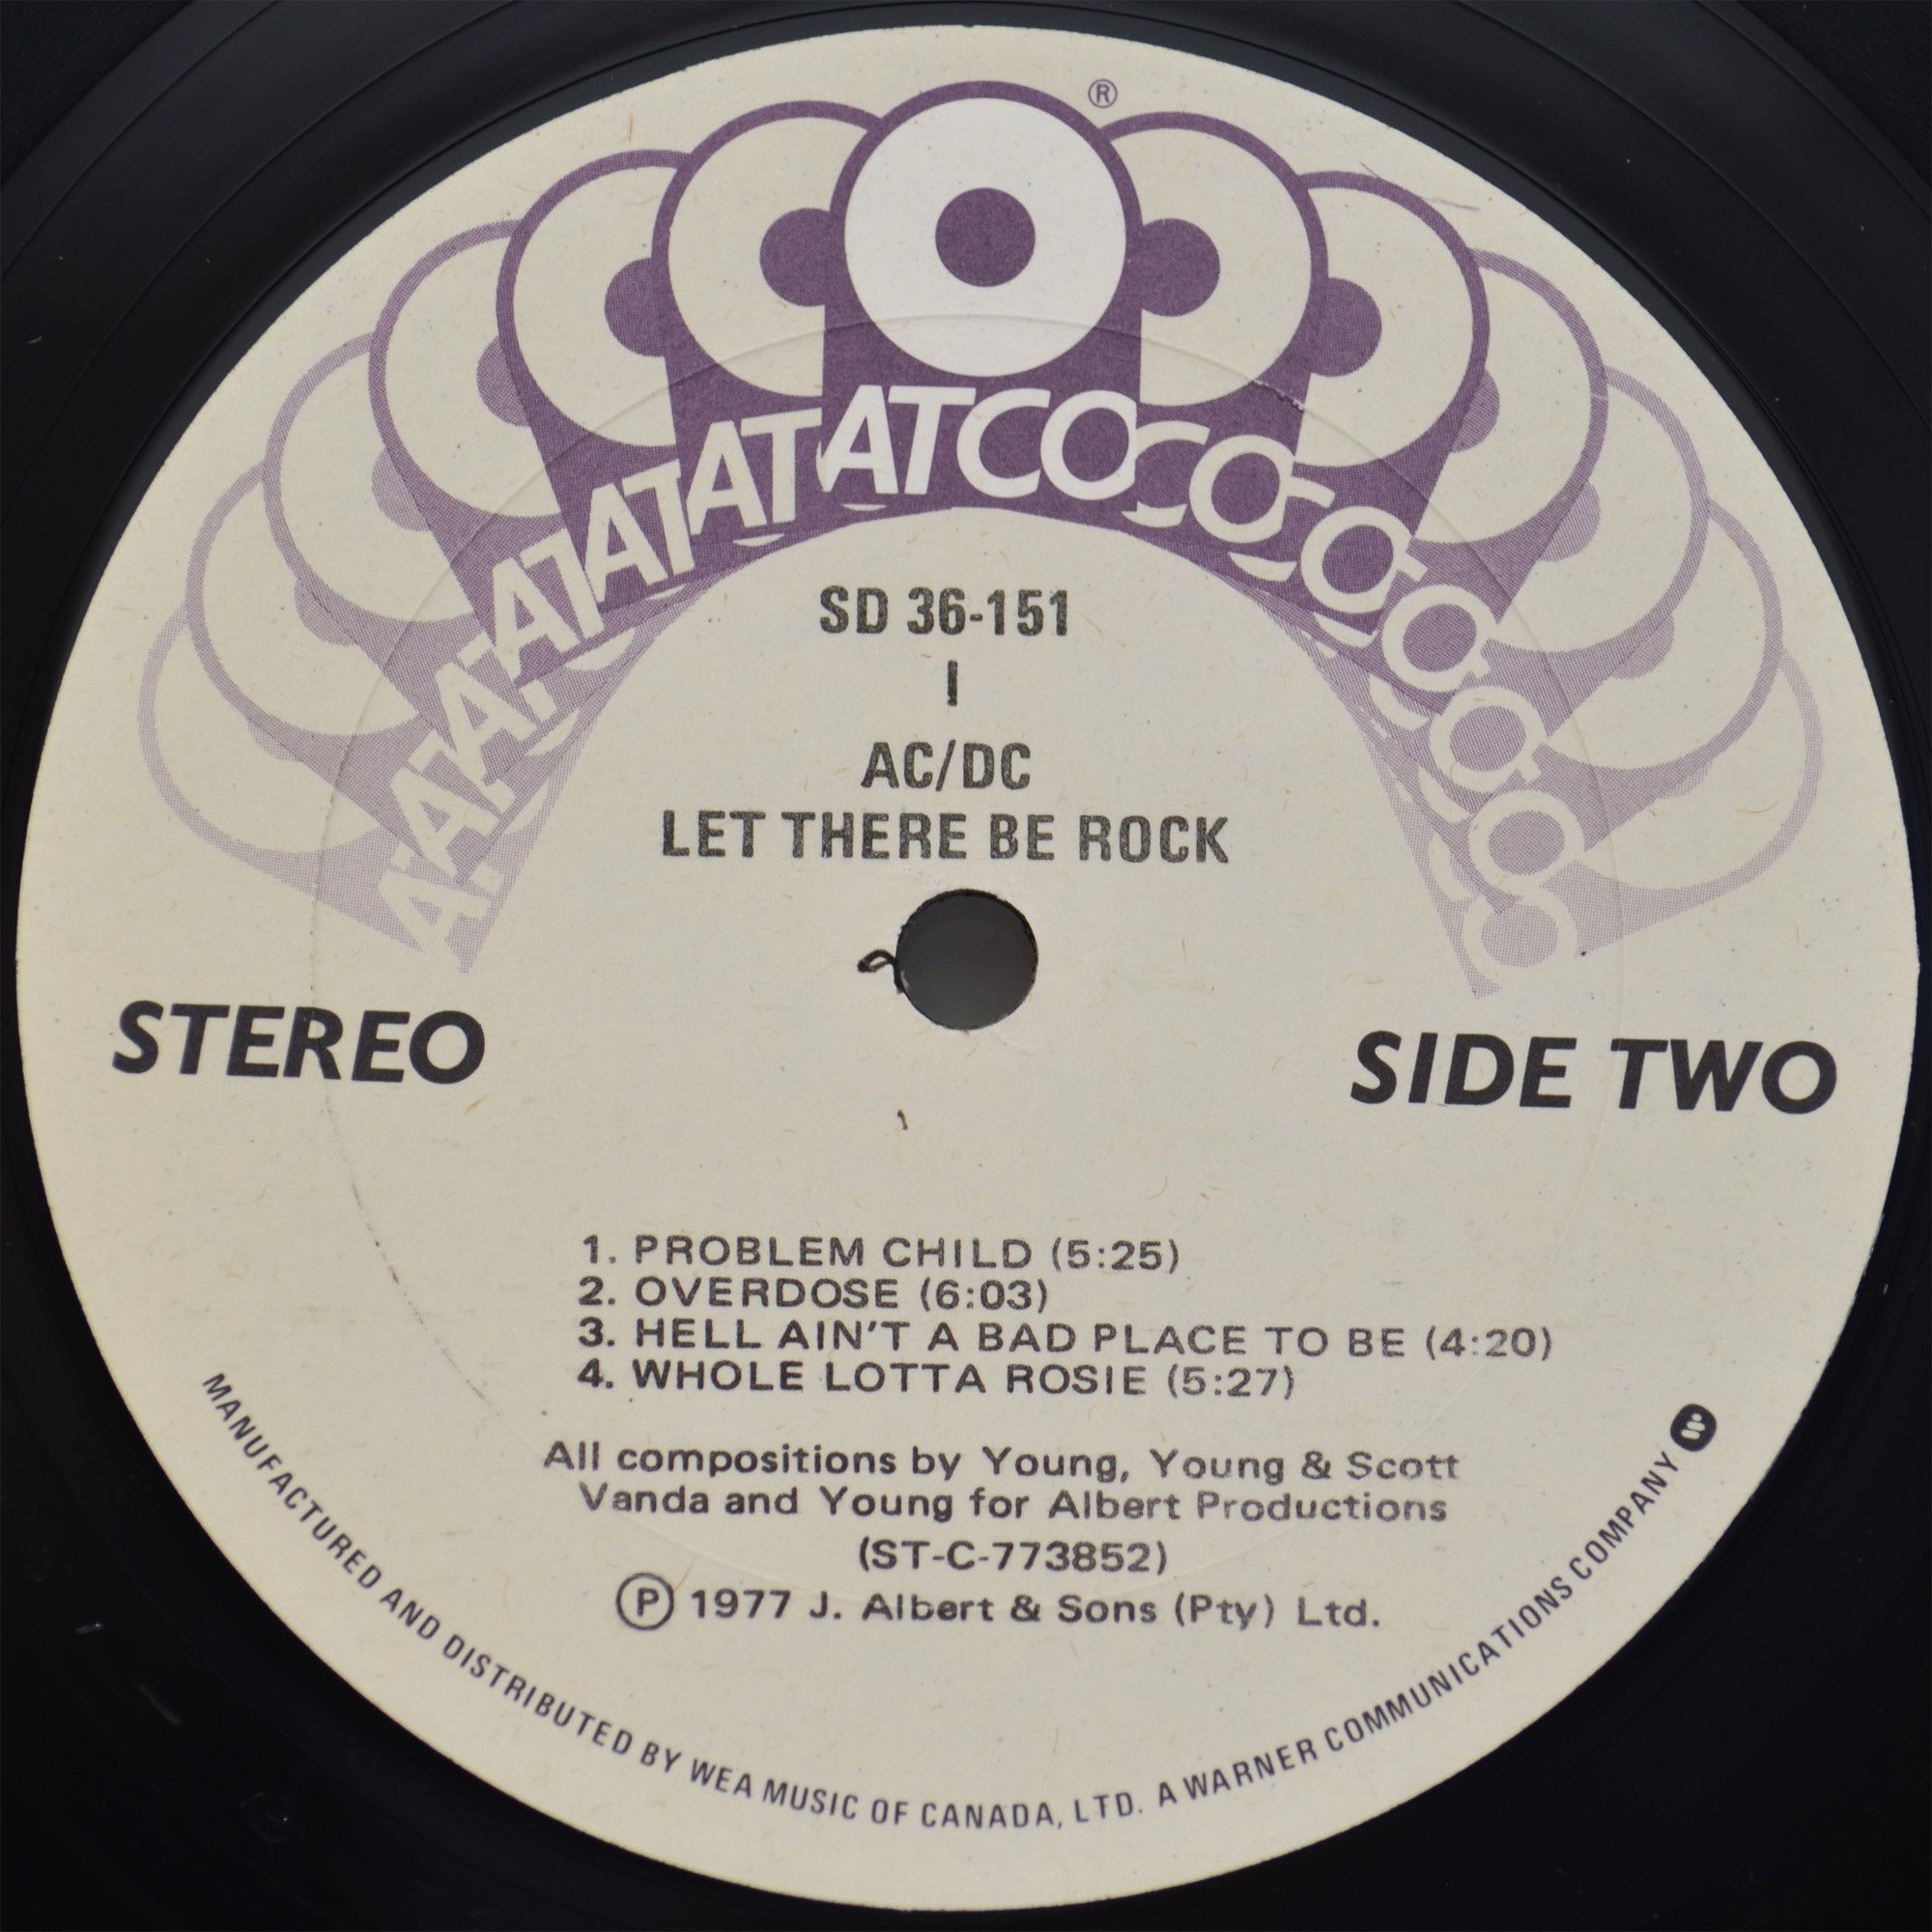 ®
ATATATATATATCOCOCOCOCOCO
SD 36-151
I
AC/DC
LET THERE BE ROCK
STEREO
SIDE TWO
1. PROBLEM CHILD (5:25)
2. OVERDOSE (6:03)
3. HELL AIN'T A BAD PLACE TO BE (4:20)
4. WHOLE LOTTA ROSIE (5:27)
All compositions by Young, Young & Scott
Vanda and Young for Albert Productions
(ST-C-773852)
Ⓟ 1977 J. Albert & Sons (Pty) Ltd.
MANUFACTURED AND DISTRIBUTED BY WEA MUSIC OF CANADA, LTD. A WARNER COMMUNICATIONS COMPANY